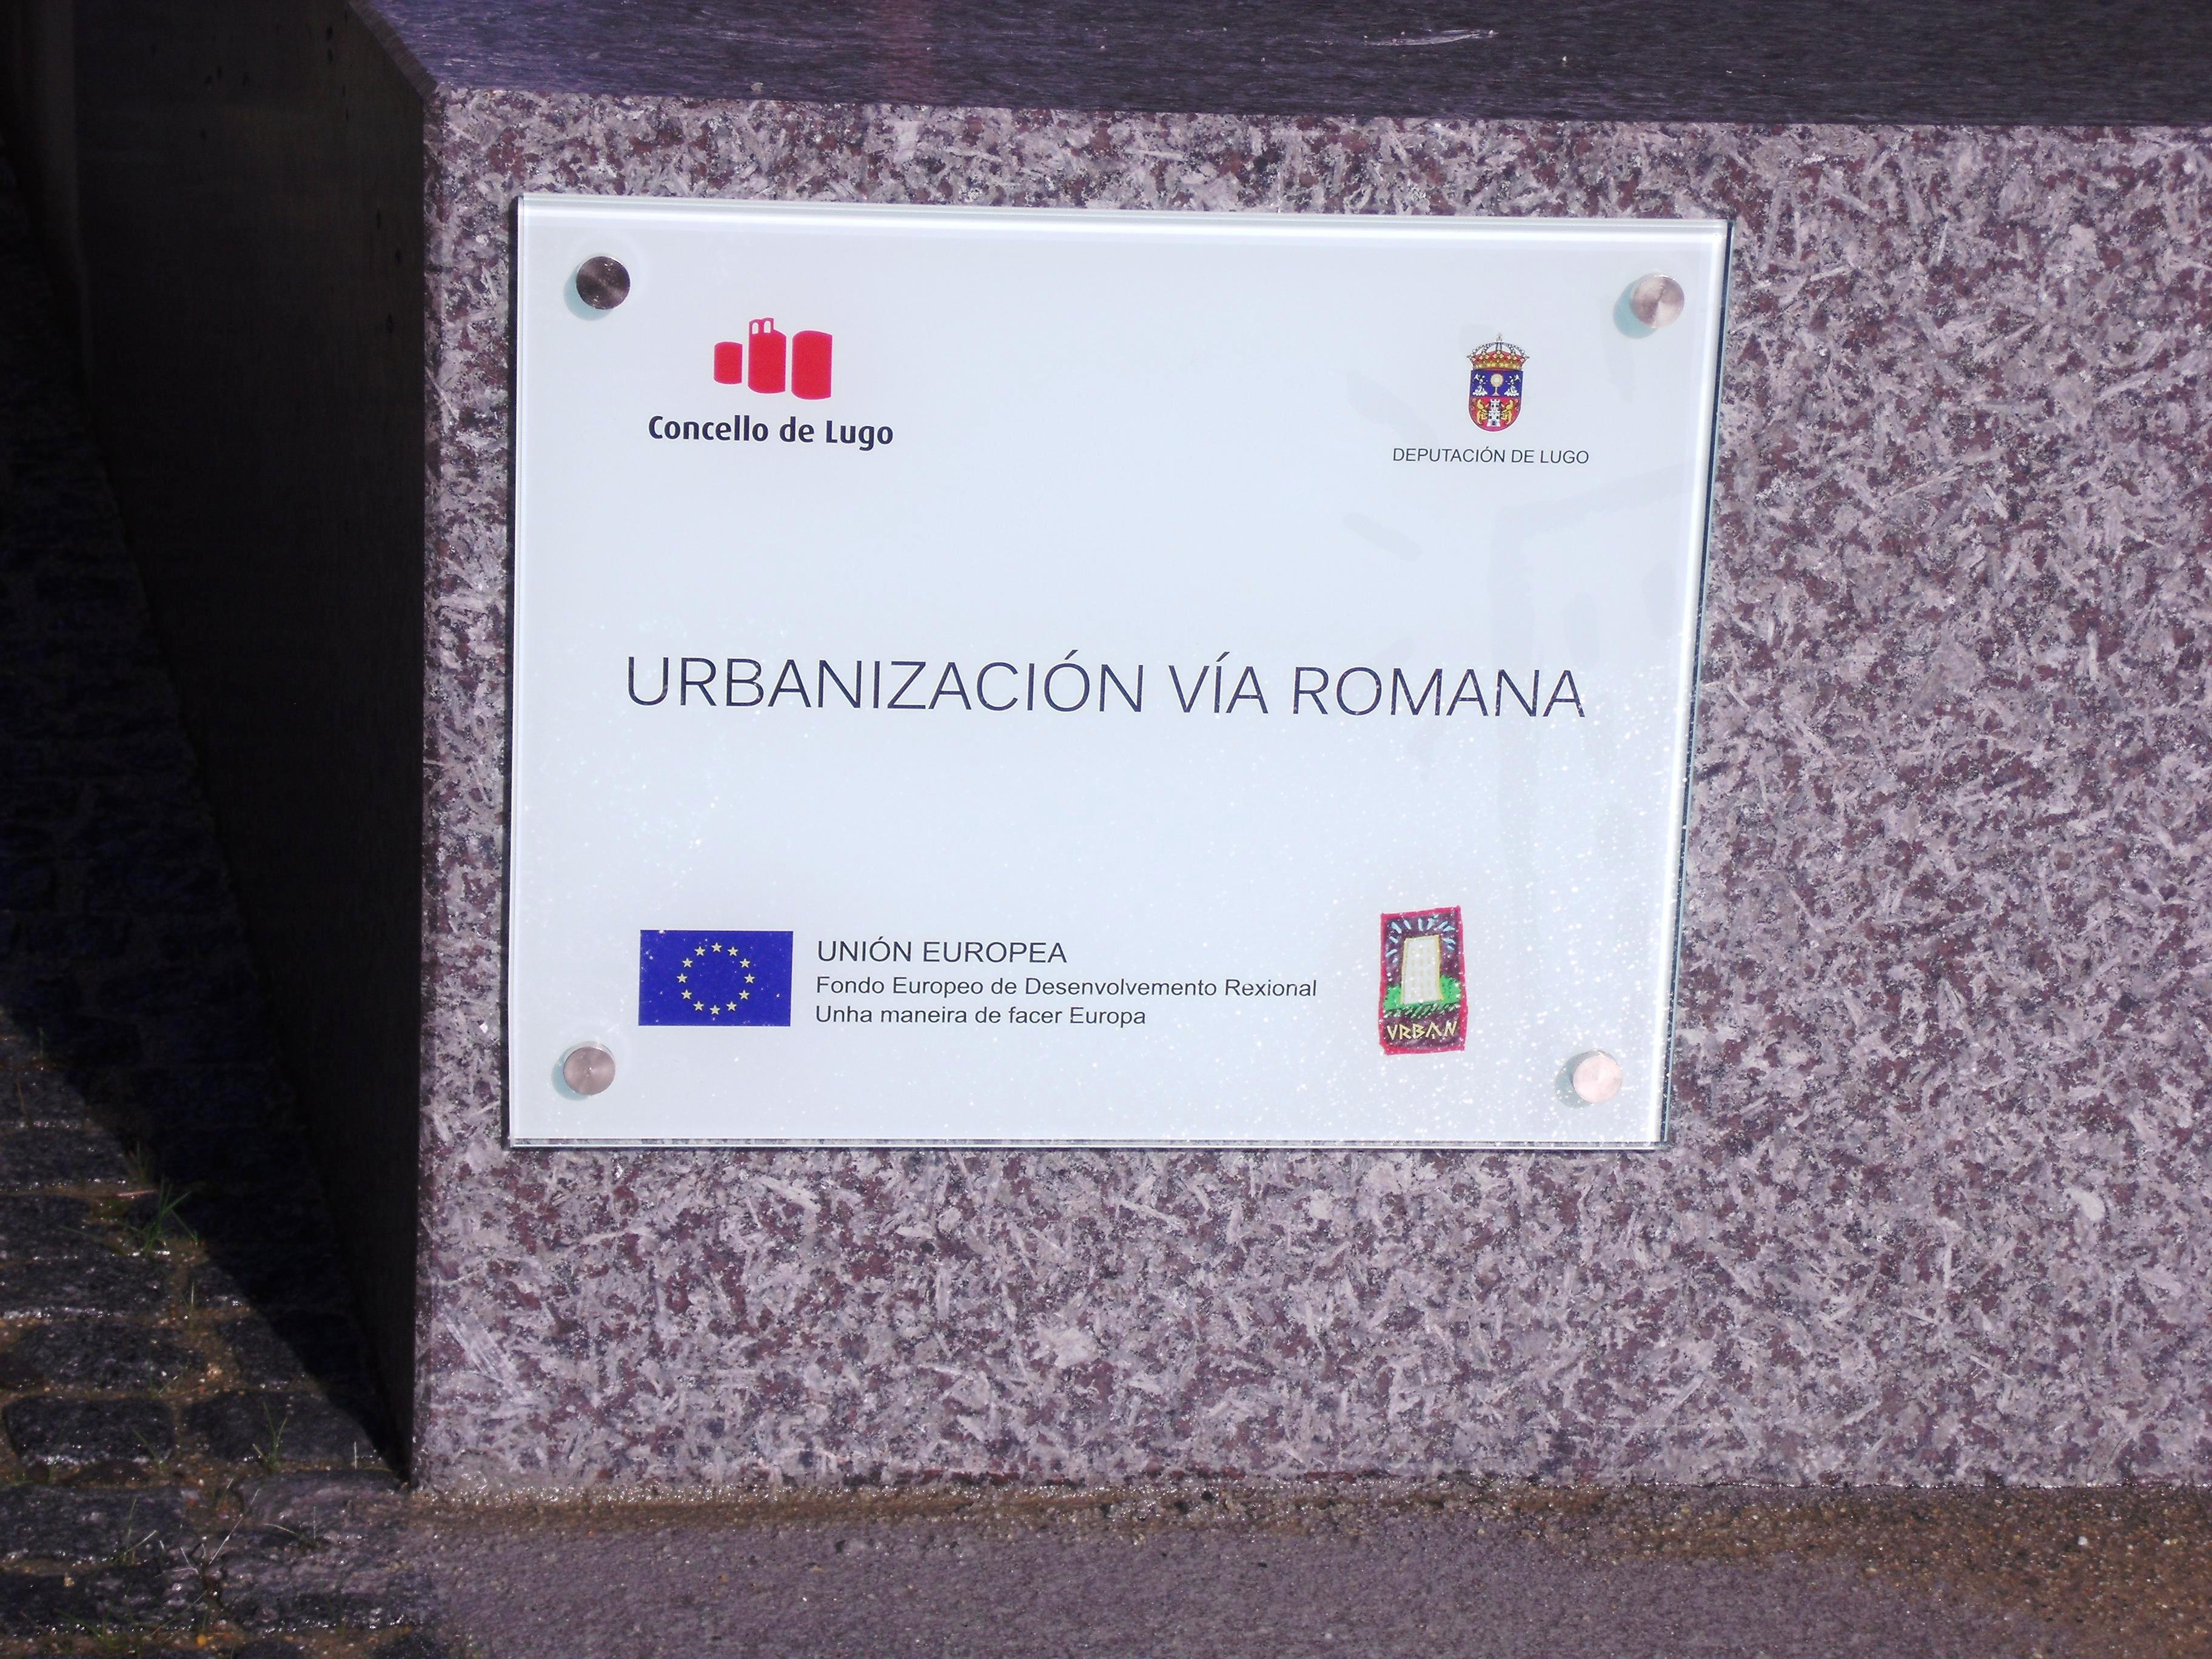 Concello de Lugo
DEPUTACIÓN DE LUGO
URBANIZACIÓN VÍA ROMANA
UNIÓN EUROPEA
Fondo Europeo de Desenvolvemento Rexional
Unha maneira de facer Europa
VRBAN